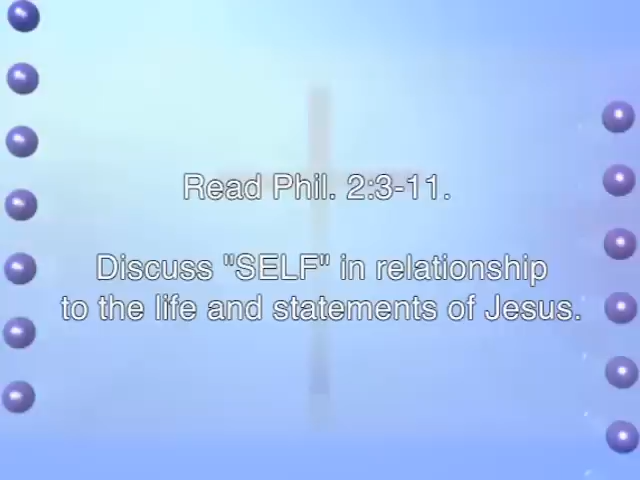 Read Phil. 2:3-11.
Discuss "SELF" in relationship
to the life and statements of Jesus.